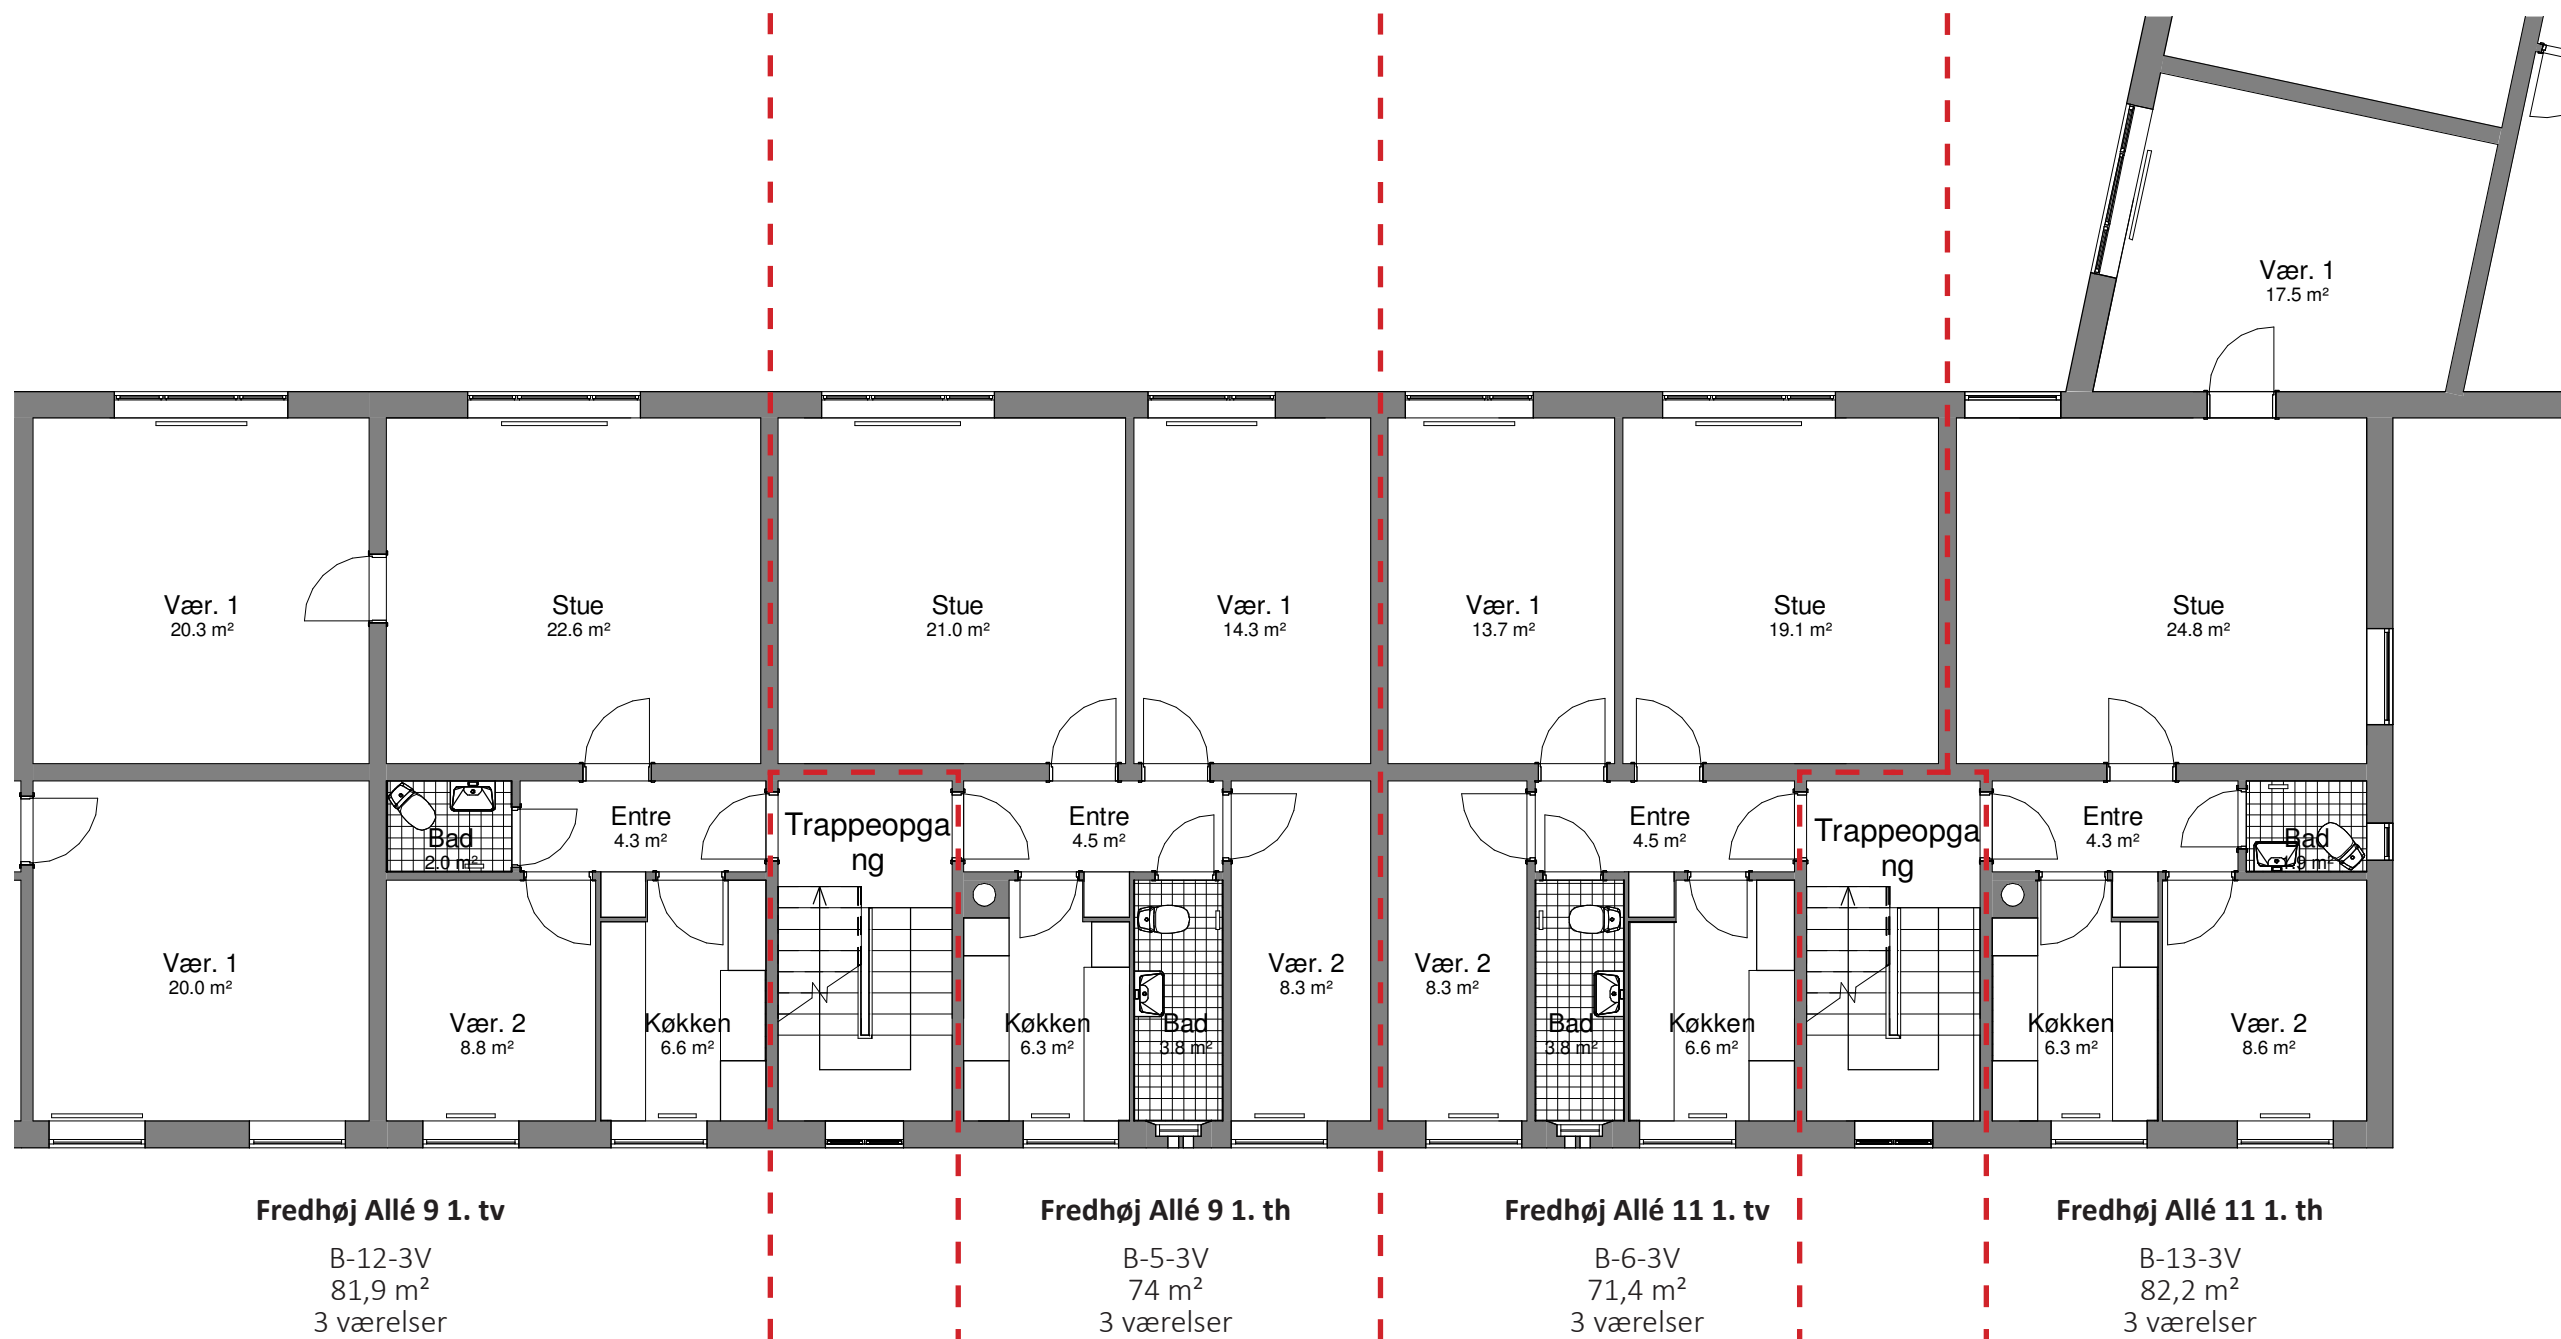 Vær. 1
17.5 m²
Vær. 1
20.3 m²
Stue
22.6 m²
Stue
21.0 m²
Vær. 1
14.3 m²
Vær. 1
13.7 m²
Stue
19.1 m²
Stue
24.8 m²
Bad
2.0 m²
Entre
4.3 m²
Trappeopga
ng
Entre
4.5 m²
Entre
4.5 m²
Trappeopga
ng
Entre
4.3 m²
Bad
1.9 m²
Vær. 1
20.0 m²
Vær. 2
8.8 m²
Køkken
6.6 m²
Køkken
6.3 m²
Bad
3.8 m²
Vær. 2
8.3 m²
Vær. 2
8.3 m²
Bad
3.8 m²
Køkken
6.6 m²
Køkken
6.3 m²
Vær. 2
8.6 m²
Fredhøj Allé 9 1. tv
B-12-3V
81,9 m²
3 værelser
Fredhøj Allé 9 1. th
B-5-3V
74 m²
3 værelser
Fredhøj Allé 11 1. tv
B-6-3V
71,4 m²
3 værelser
Fredhøj Allé 11 1. th
B-13-3V
82,2 m²
3 værelser